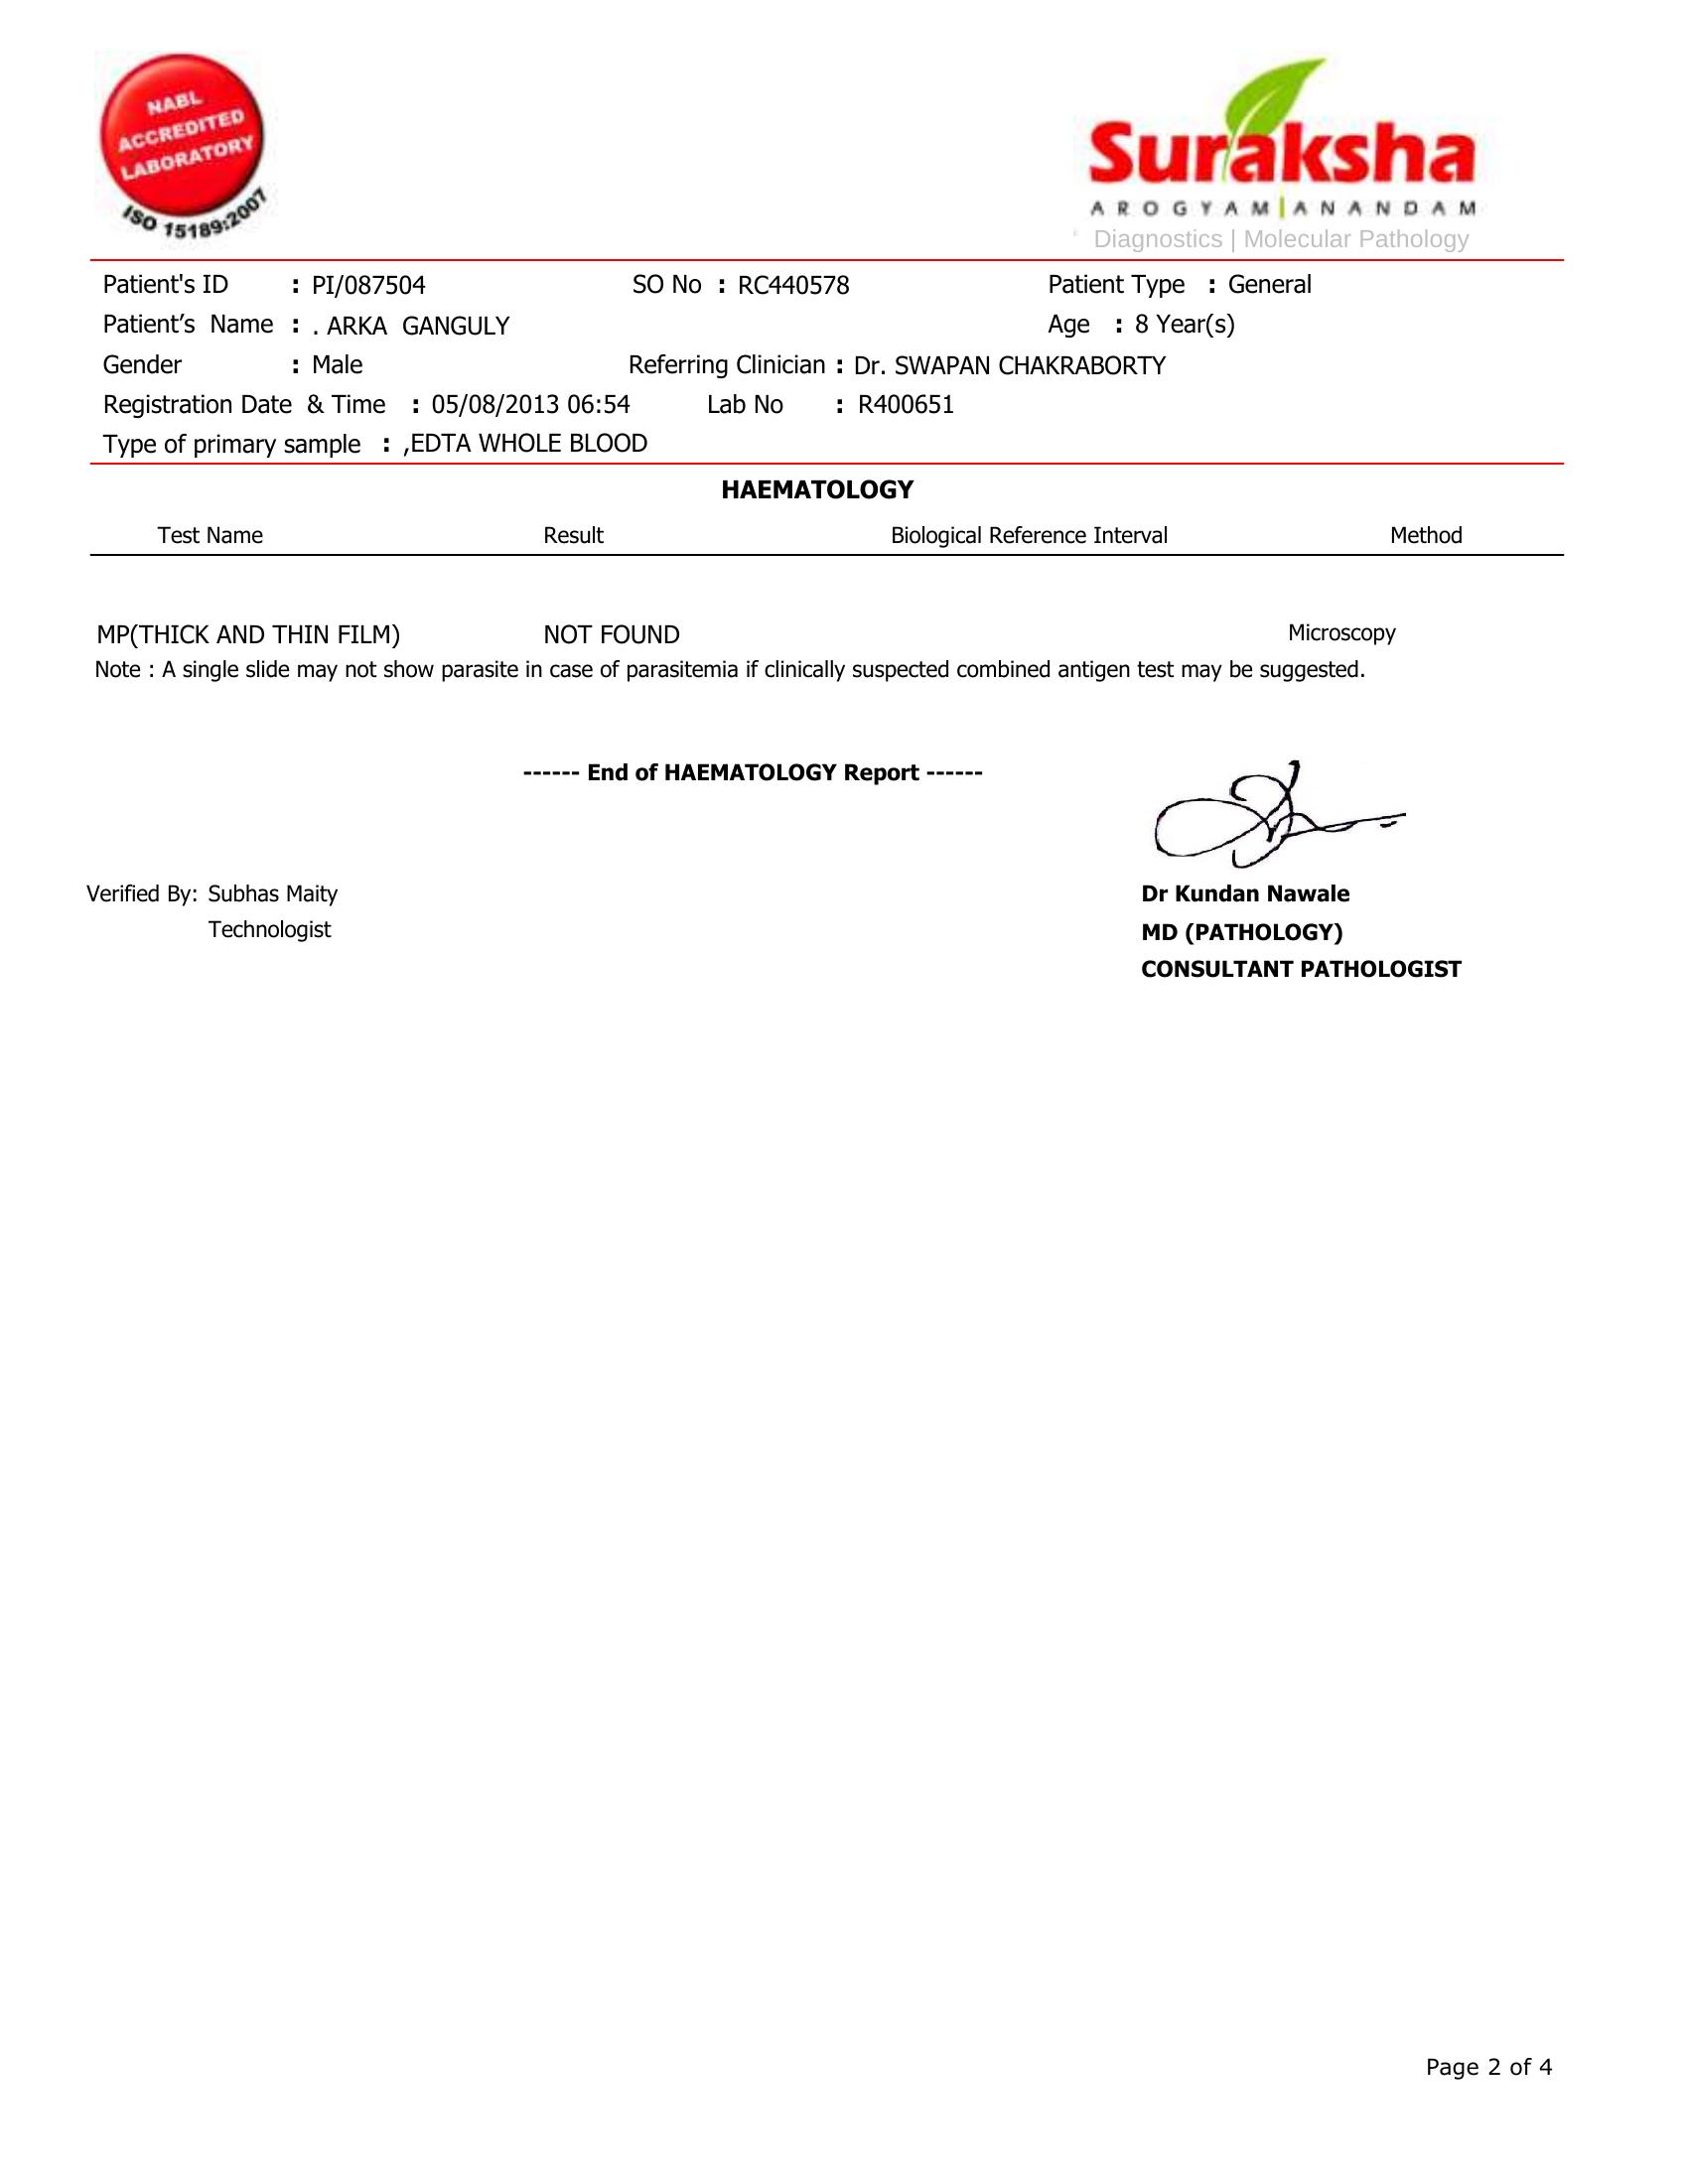 NABL
ACCREDITED
LABORATORY
ISO 15189:2007
Suraksha
AROGYAM|ANANDAM
Diagnostics | Molecular Pathology
Patient's ID : PI/087504 SO No : RC440578 Patient Type : General
Patient’s Name : . ARKA GANGULY Age : 8 Year(s)
Gender : Male Referring Clinician : Dr. SWAPAN CHAKRABORTY
Registration Date & Time : 05/08/2013 06:54 Lab No : R400651
Type of primary sample : ,EDTA WHOLE BLOOD
HAEMATOLOGY
Test Name Result Biological Reference Interval Method
MP(THICK AND THIN FILM) NOT FOUND Microscopy
Note : A single slide may not show parasite in case of parasitemia if clinically suspected combined antigen test may be suggested.
------ End of HAEMATOLOGY Report ------
Verified By: Subhas Maity Dr Kundan Nawale
Technologist MD (PATHOLOGY)
CONSULTANT PATHOLOGIST
Page 2 of 4